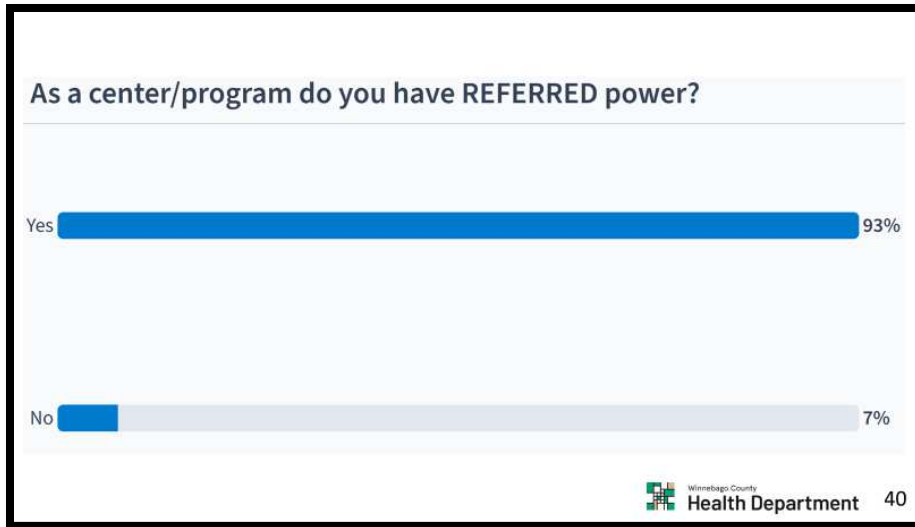 As a center/program do you have REFERRED power?
Yes 93%
No 7%
Winnebago County
Health Department 40